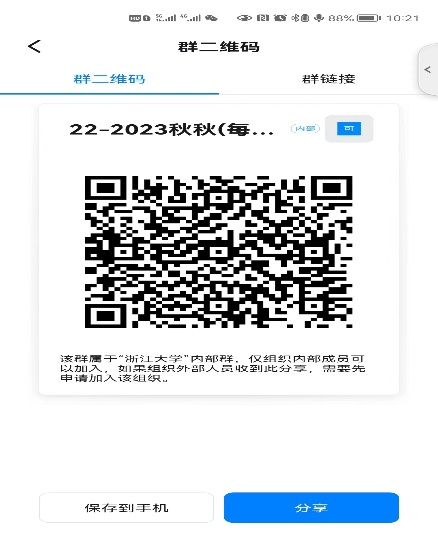 88% 10:21
群二维码
群二维码 群链接
22-2023秋秋(每... 内部 可
该群属于“浙江大学”内部群，仅组织内部成员可
以加入，如果组织外部人员收到此分享，需要先
申请加入该组织。
保存到手机 分享